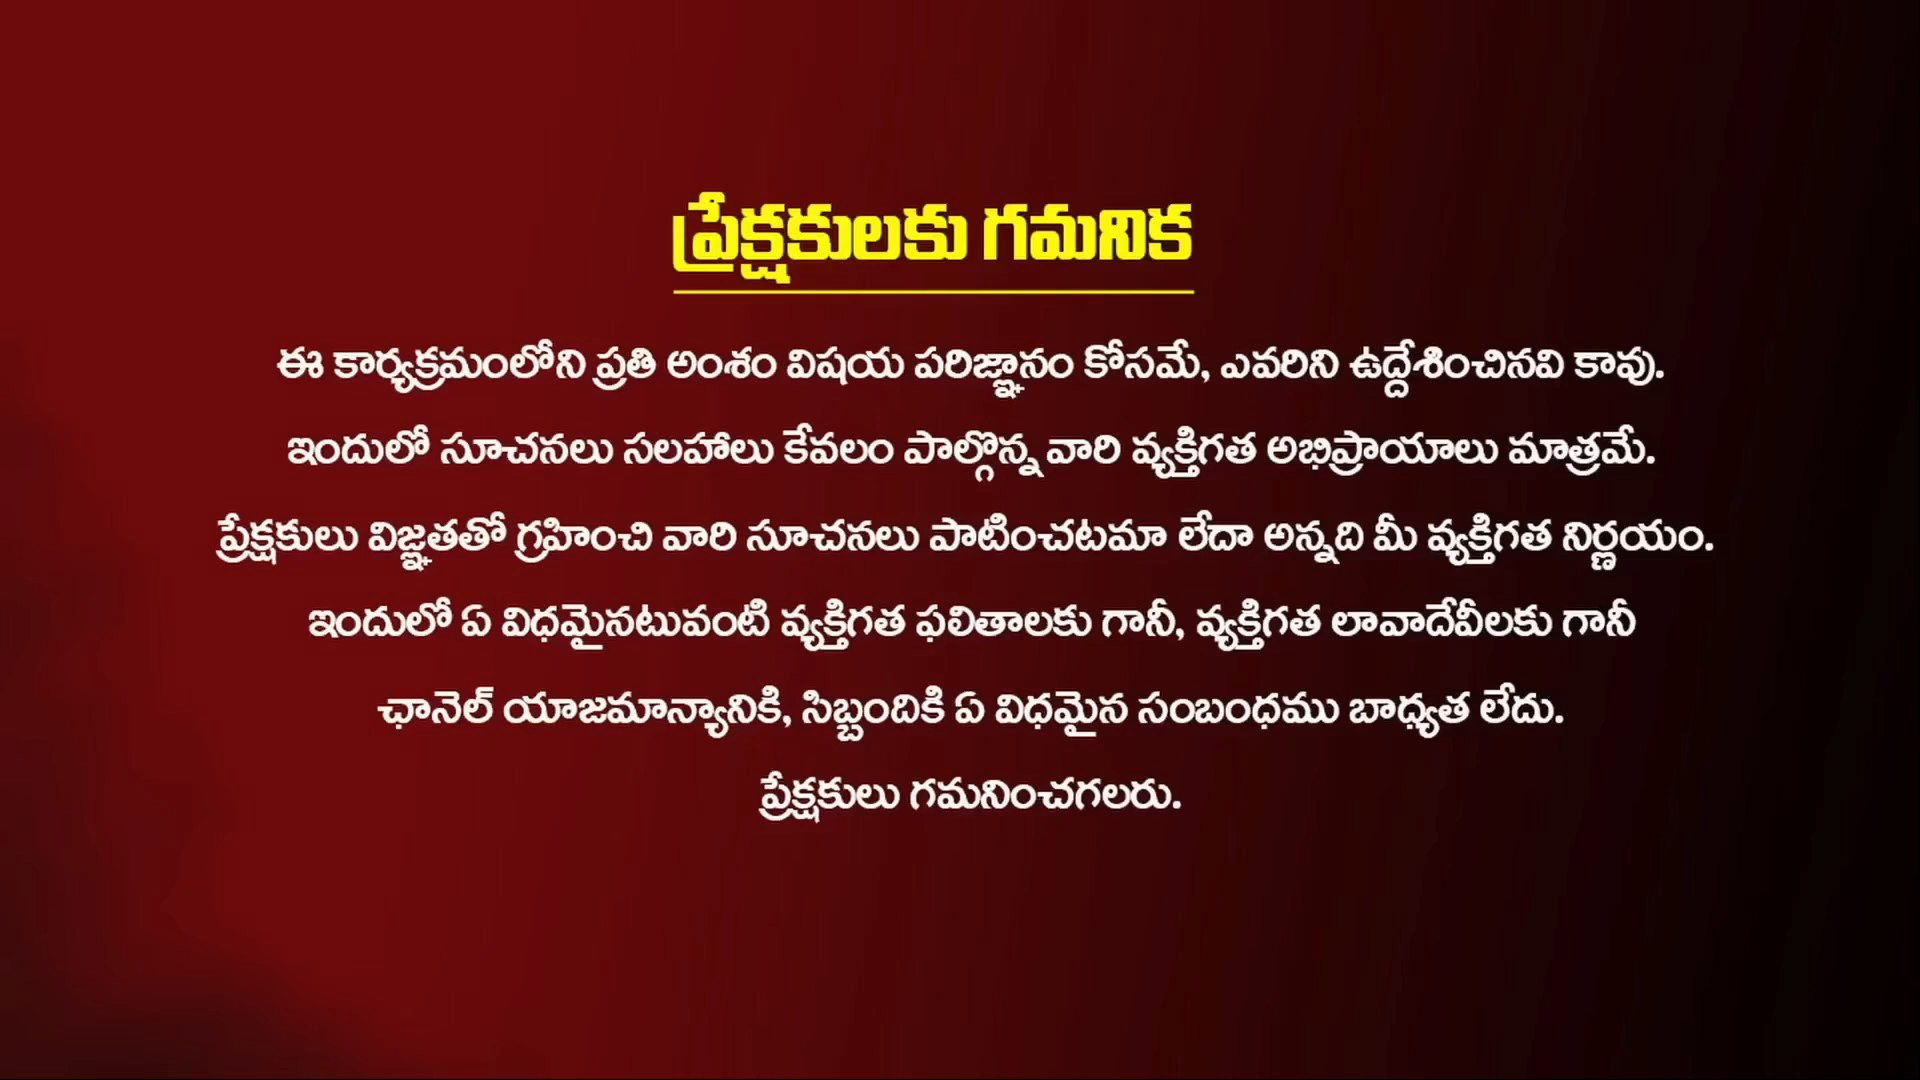 ప్రేక్షకులకు గమనిక
ఈ కార్యక్రమంలోని ప్రతి అంశం విషయ పరిజ్ఞానం కోసమే, ఎవరిని ఉద్దేశించినవి కావు.
ఇందులో సూచనలు సలహాలు కేవలం పాల్గొన్న వారి వ్యక్తిగత అభిప్రాయాలు మాత్రమే.
ప్రేక్షకులు విజ్ఞతతో గ్రహించి వారి సూచనలు పాటించటమా లేదా అన్నది మీ వ్యక్తిగత నిర్ణయం.
ఇందులో ఏ విధమైనటువంటి వ్యక్తిగత ఫలితాలకు గానీ, వ్యక్తిగత లావాదేవీలకు గానీ
ఛానెల్ యాజమాన్యానికి, సిబ్బందికి ఏ విధమైన సంబంధము బాధ్యత లేదు.
ప్రేక్షకులు గమనించగలరు.